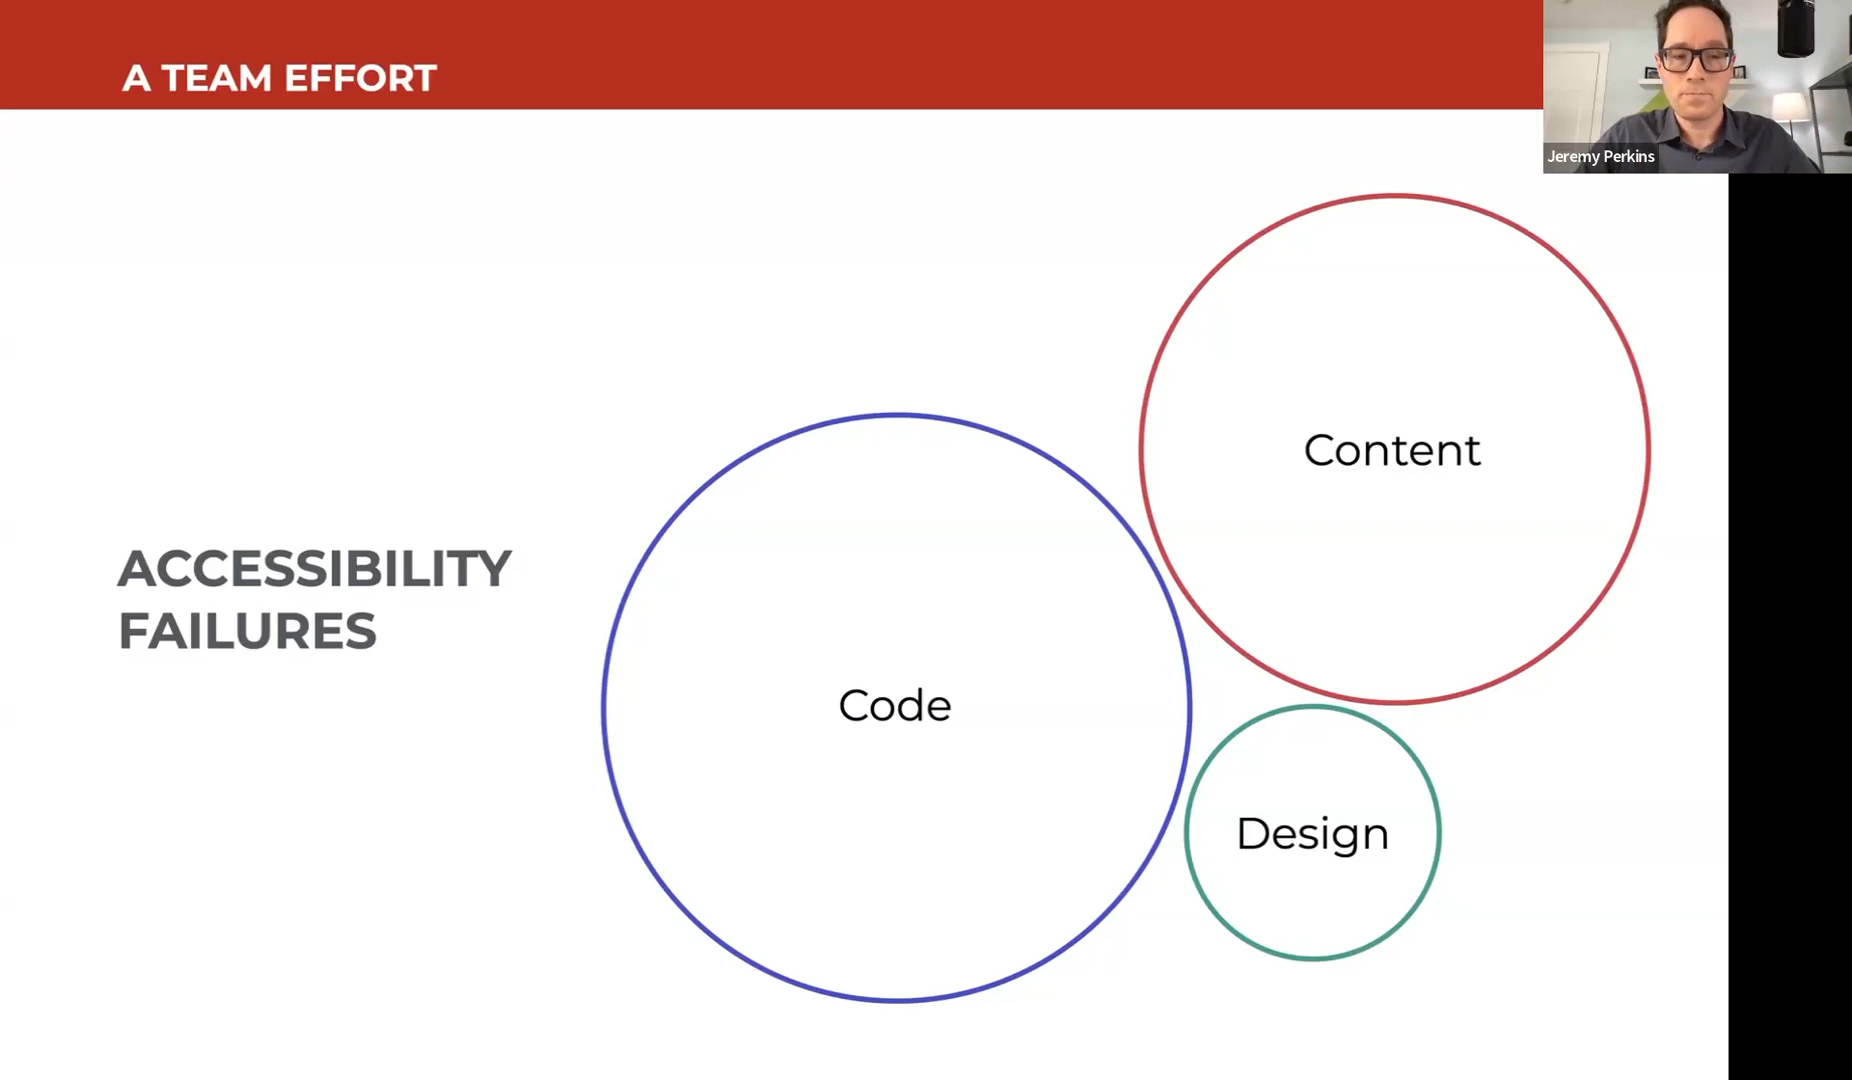 A TEAM EFFORT
Jeremy Perkins
Content
ACCESSIBILITY
FAILURES
Code
Design